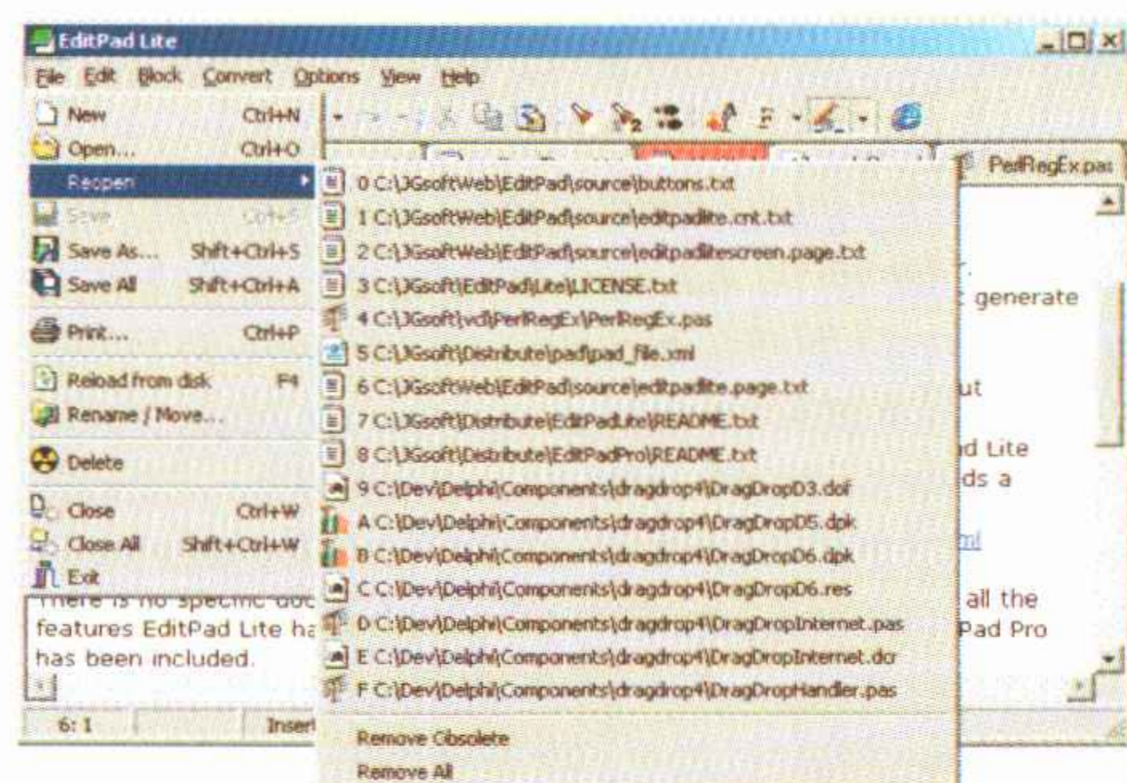 EditPad Lite
File Edit Block Convert Options View Help
New Ctrl+N
Open... Ctrl+O
Reopen
Save Ctrl+S
Save As... Shift+Ctrl+S
Save All Shift+Ctrl+A
Print... Ctrl+P
Reload from disk F4
Rename / Move...
Delete
Close Ctrl+W
Close All Shift+Ctrl+W
Exit
PerlRegEx.pas
0 C:\JGsoftWeb\EditPad\source\buttons.txt
1 C:\JGsoftWeb\EditPad\source\editpadlite.cnt.txt
2 C:\JGsoftWeb\EditPad\source\editpadlitescreen.page.txt
3 C:\JGsoft\EditPad\Lite\LICENSE.txt
4 C:\JGsoft\vcl\PerlRegEx\PerlRegEx.pas
5 C:\JGsoft\Distribute\pad\pad_file.xml
6 C:\JGsoftWeb\EditPad\source\editpadlite.page.txt
7 C:\JGsoft\Distribute\EditPadLite\README.txt
8 C:\JGsoft\Distribute\EditPadPro\README.txt
9 C:\Dev\Delphi\Components\dragdrop4\DragDropD3.dof
A C:\Dev\Delphi\Components\dragdrop4\DragDropD5.dpk
B C:\Dev\Delphi\Components\dragdrop4\DragDropD6.dpk
C C:\Dev\Delphi\Components\dragdrop4\DragDropD6.res
D C:\Dev\Delphi\Components\dragdrop4\DragDropInternet.pas
E C:\Dev\Delphi\Components\dragdrop4\DragDropInternet.dcr
F C:\Dev\Delphi\Components\dragdrop4\DragDropHandler.pas
Remove Obsolete
Remove All
generate
ut
d Lite
ds a
ml
all the
Pad Pro
There is no specific doc
features EditPad Lite ha
has been included.
6: 1 Insert